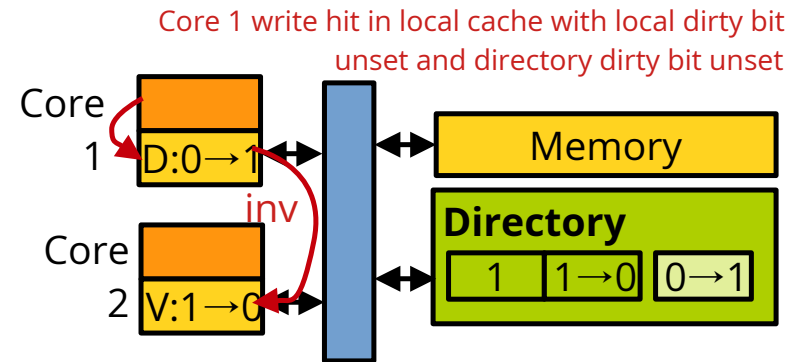 Core 1 write hit in local cache with local dirty bit
unset and directory dirty bit unset
Core
1
D:0→1
inv
Core
2
V:1→0
Memory
Directory
1 1→0 0→1